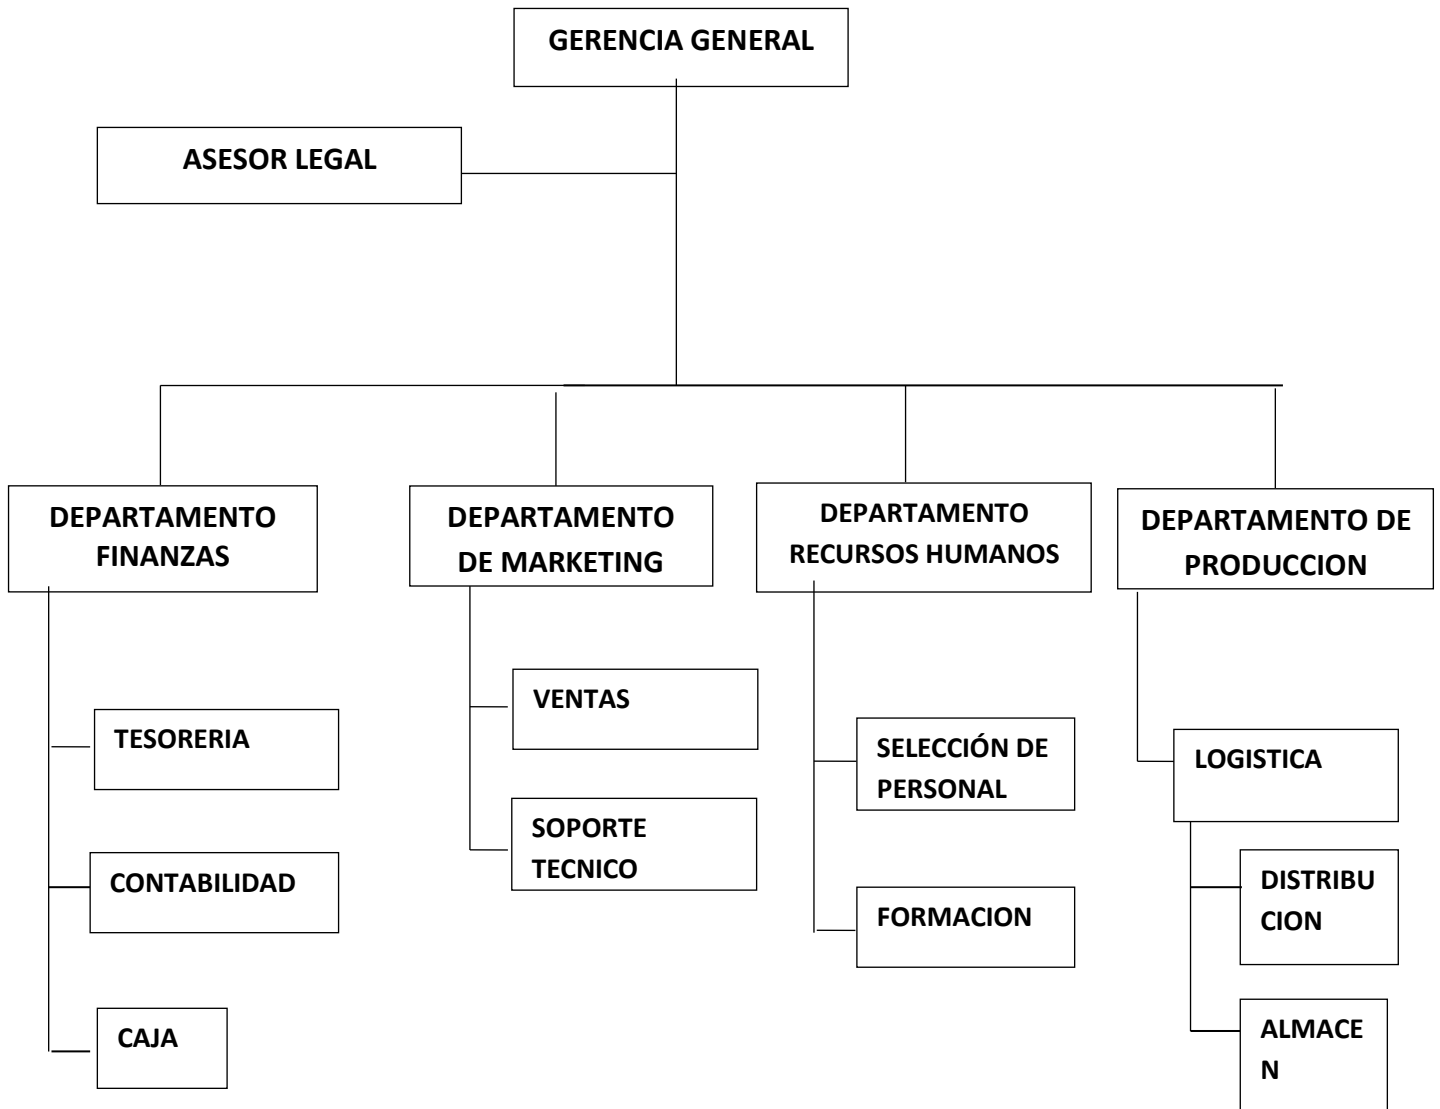 GERENCIA GENERAL
ASESOR LEGAL
DEPARTAMENTO
FINANZAS
DEPARTAMENTO
DE MARKETING
DEPARTAMENTO
RECURSOS HUMANOS
DEPARTAMENTO DE
PRODUCCION
TESORERIA
CONTABILIDAD
CAJA
VENTAS
SOPORTE
TECNICO
SELECCIÓN DE
PERSONAL
FORMACION
LOGISTICA
DISTRIBU
CION
ALMACE
N